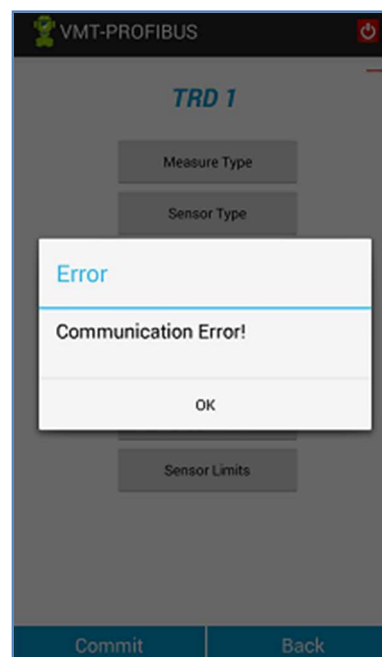 VMT-PROFIBUS
TRD 1
Measure Type
Sensor Type
Error
Communication Error!
OK
Sensor Limits
Commit
Back